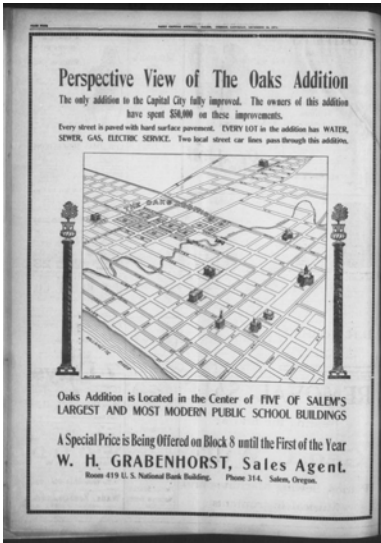 Perspective View of The Oaks Addition
The only addition to the Capital City fully improved. The owners of this addition
have spent $50,000 on these improvements.
Every street is paved with hard surface pavement. EVERY LOT in the addition has WATER,
SEWER, GAS, ELECTRIC SERVICE. Two local street car lines pass through this addition.
THE OAKS ADDITION
Oaks Addition is Located in the Center of FIVE OF SALEM'S
LARGEST AND MOST MODERN PUBLIC SCHOOL BUILDINGS
A Special Price is Being Offered on Block 8 until the First of the Year
W. H. GRABENHORST, Sales Agent.
Room 419 U. S. National Bank Building. Phone 314. Salem, Oregon.